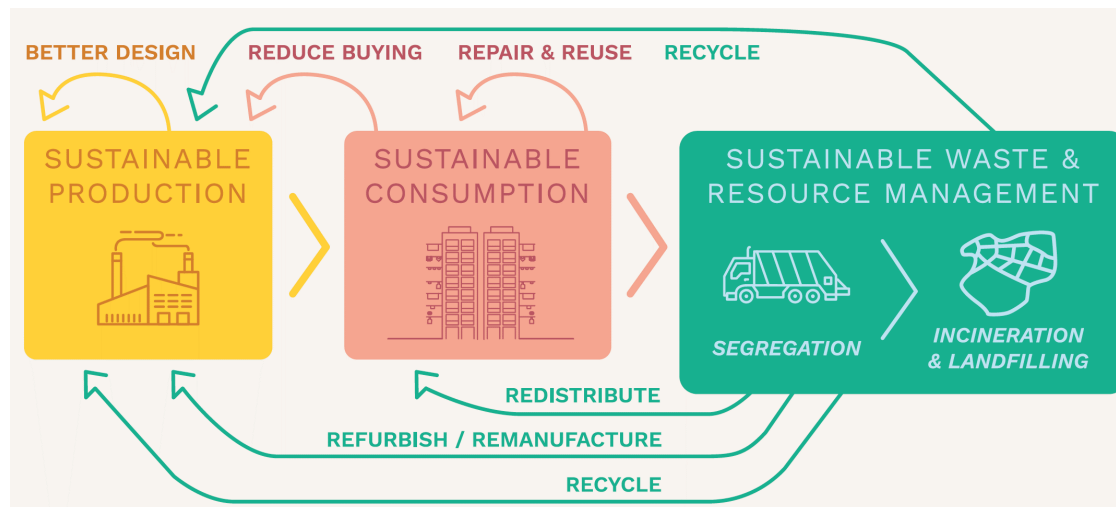 BETTER DESIGN
REDUCE BUYING
REPAIR & REUSE
RECYCLE
SUSTAINABLE
PRODUCTION
SUSTAINABLE
CONSUMPTION
SUSTAINABLE WASTE &
RESOURCE MANAGEMENT
SEGREGATION
INCINERATION
& LANDFILLING
REDISTRIBUTE
REFURBISH / REMANUFACTURE
RECYCLE